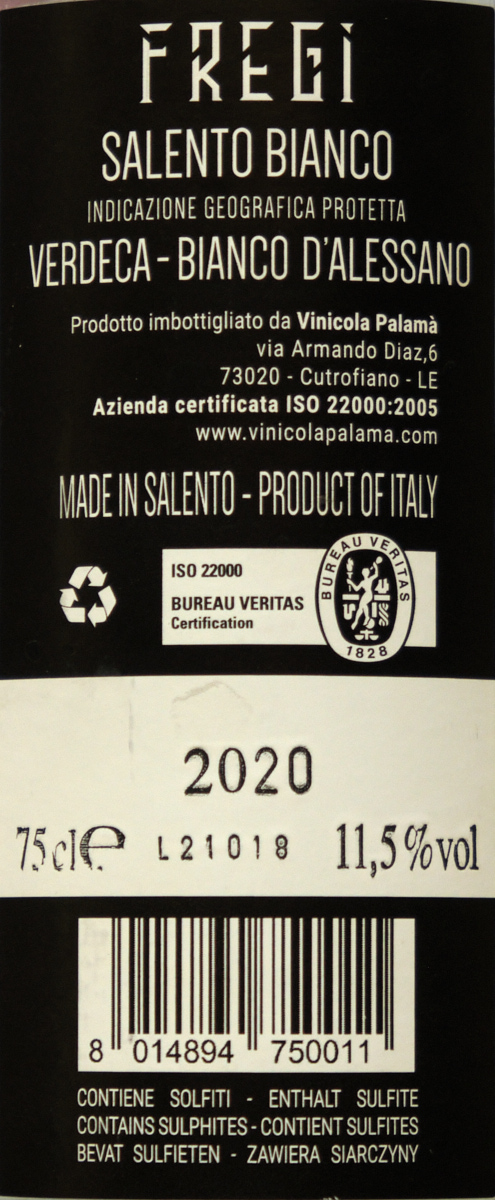 FREGI
SALENTO BIANCO
INDICAZIONE GEOGRAFICA PROTETTA
VERDECA - BIANCO D'ALESSANO
Prodotto imbottigliato da Vinicola Palamà
via Armando Diaz,6
73020 - Cutrofiano - LE
Azienda certificata ISO 22000:2005
www.vinicolapalama.com
MADE IN SALENTO - PRODUCT OF ITALY
ISO 22000
BUREAU VERITAS
Certification
BUREAU VERITAS
1828
2020
75 cl e L21018 11,5 % vol
8 014894 750011
CONTIENE SOLFITI - ENTHALT SULFITE
CONTAINS SULPHITES - CONTIENT SULFITES
BEVAT SULFIETEN - ZAWIERA SIARCZYNY